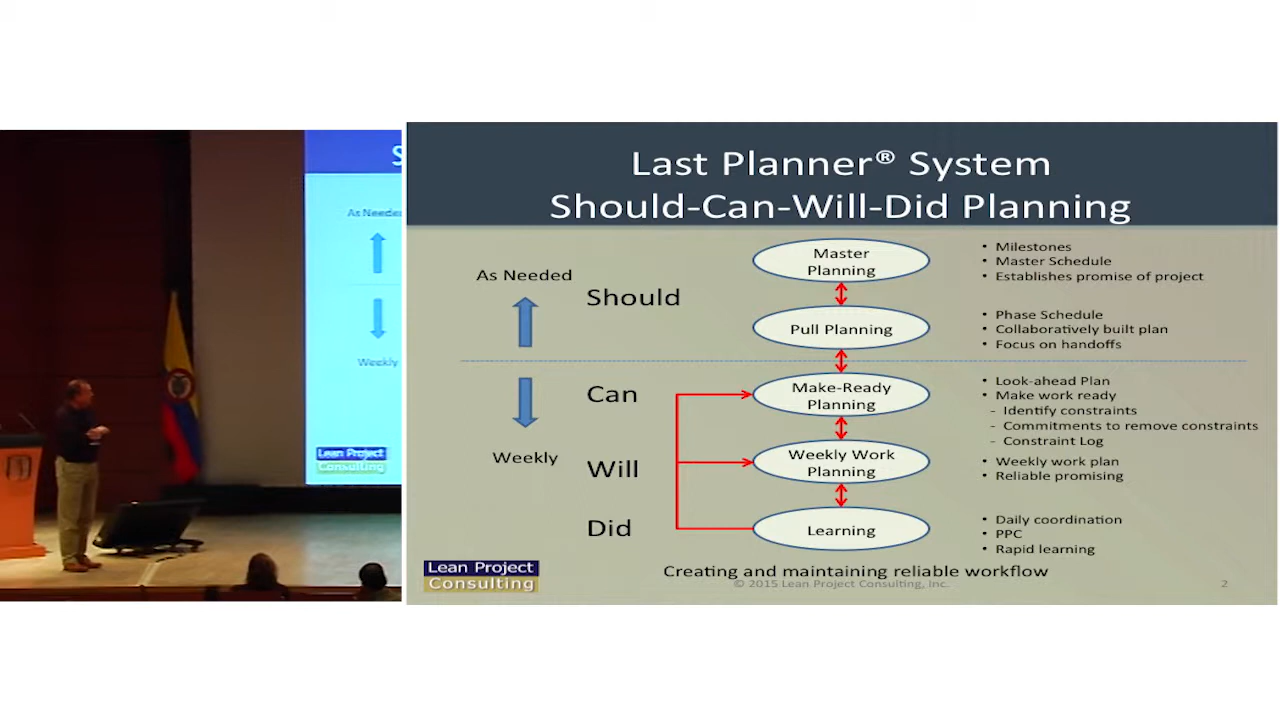 S
As Needed
Weekly
Lean Project
Consulting
Last Planner® System
Should-Can-Will-Did Planning
As Needed
Should
Weekly
Can
Will
Did
Master
Planning
Pull Planning
Make-Ready
Planning
Weekly Work
Planning
Learning
• Milestones
• Master Schedule
• Establishes promise of project
• Phase Schedule
• Collaboratively built plan
• Focus on handoffs
• Look-ahead Plan
• Make work ready
- Identify constraints
- Commitments to remove constraints
- Constraint Log
• Weekly work plan
• Reliable promising
• Daily coordination
• PPC
• Rapid learning
Creating and maintaining reliable workflow
Lean Project
Consulting
© 2015 Lean Project Consulting, Inc.
2